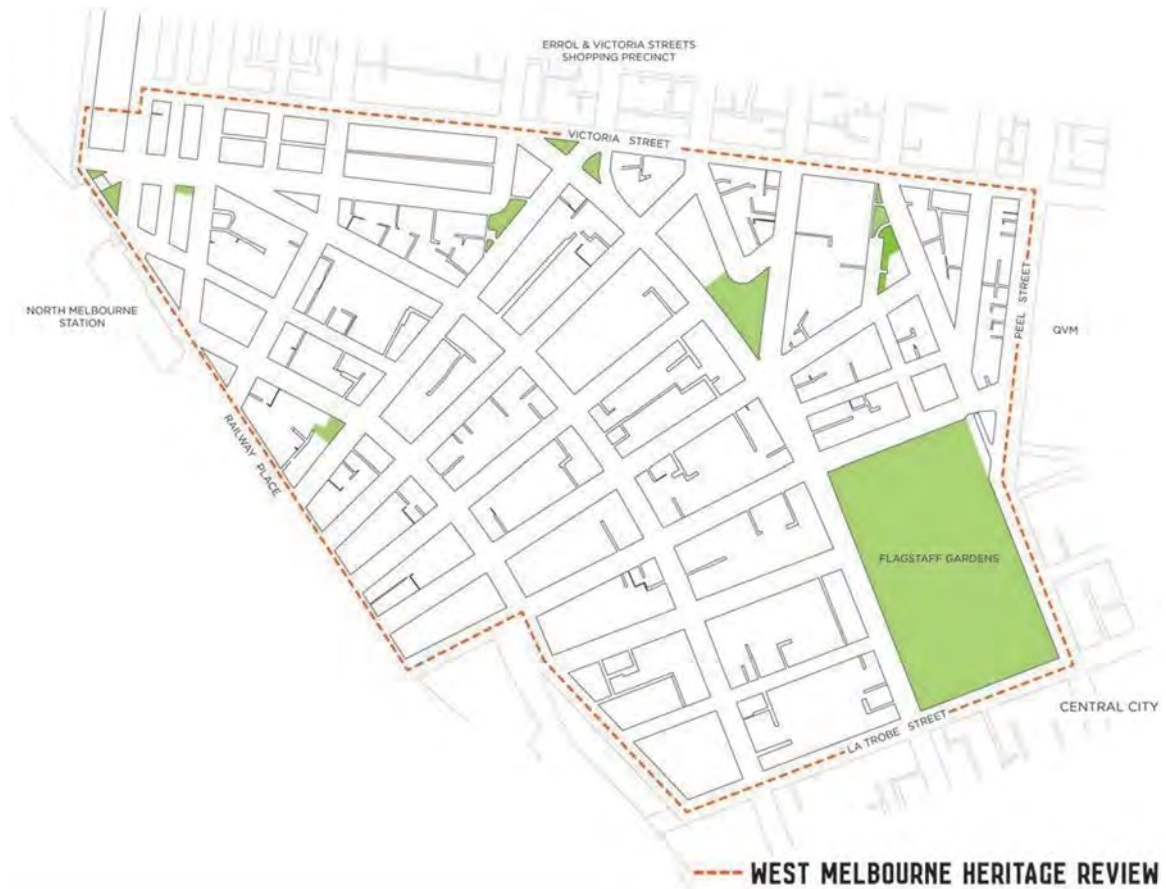 ERROL & VICTORIA STREETS
SHOPPING PRECINCT
VICTORIA STREET
NORTH MELBOURNE
STATION
PEEL STREET
QVM
RAILWAY PLACE
FLAGSTAFF GARDENS
CENTRAL CITY
LA TROBE STREET
WEST MELBOURNE HERITAGE REVIEW